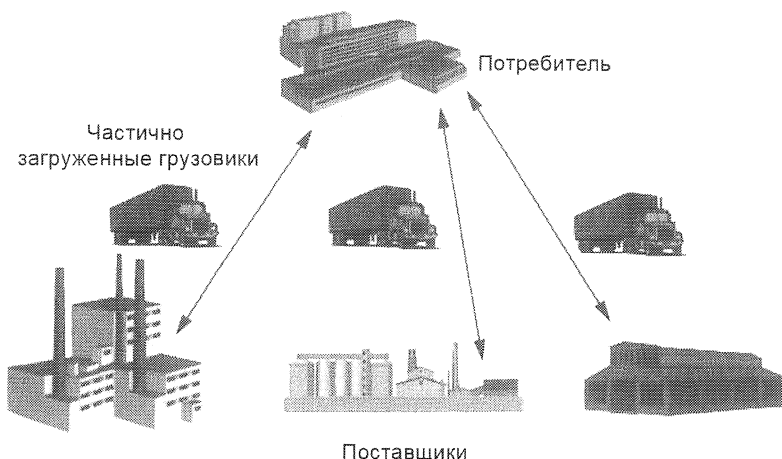 Потребитель
Частично
загруженные грузовики
Поставщики